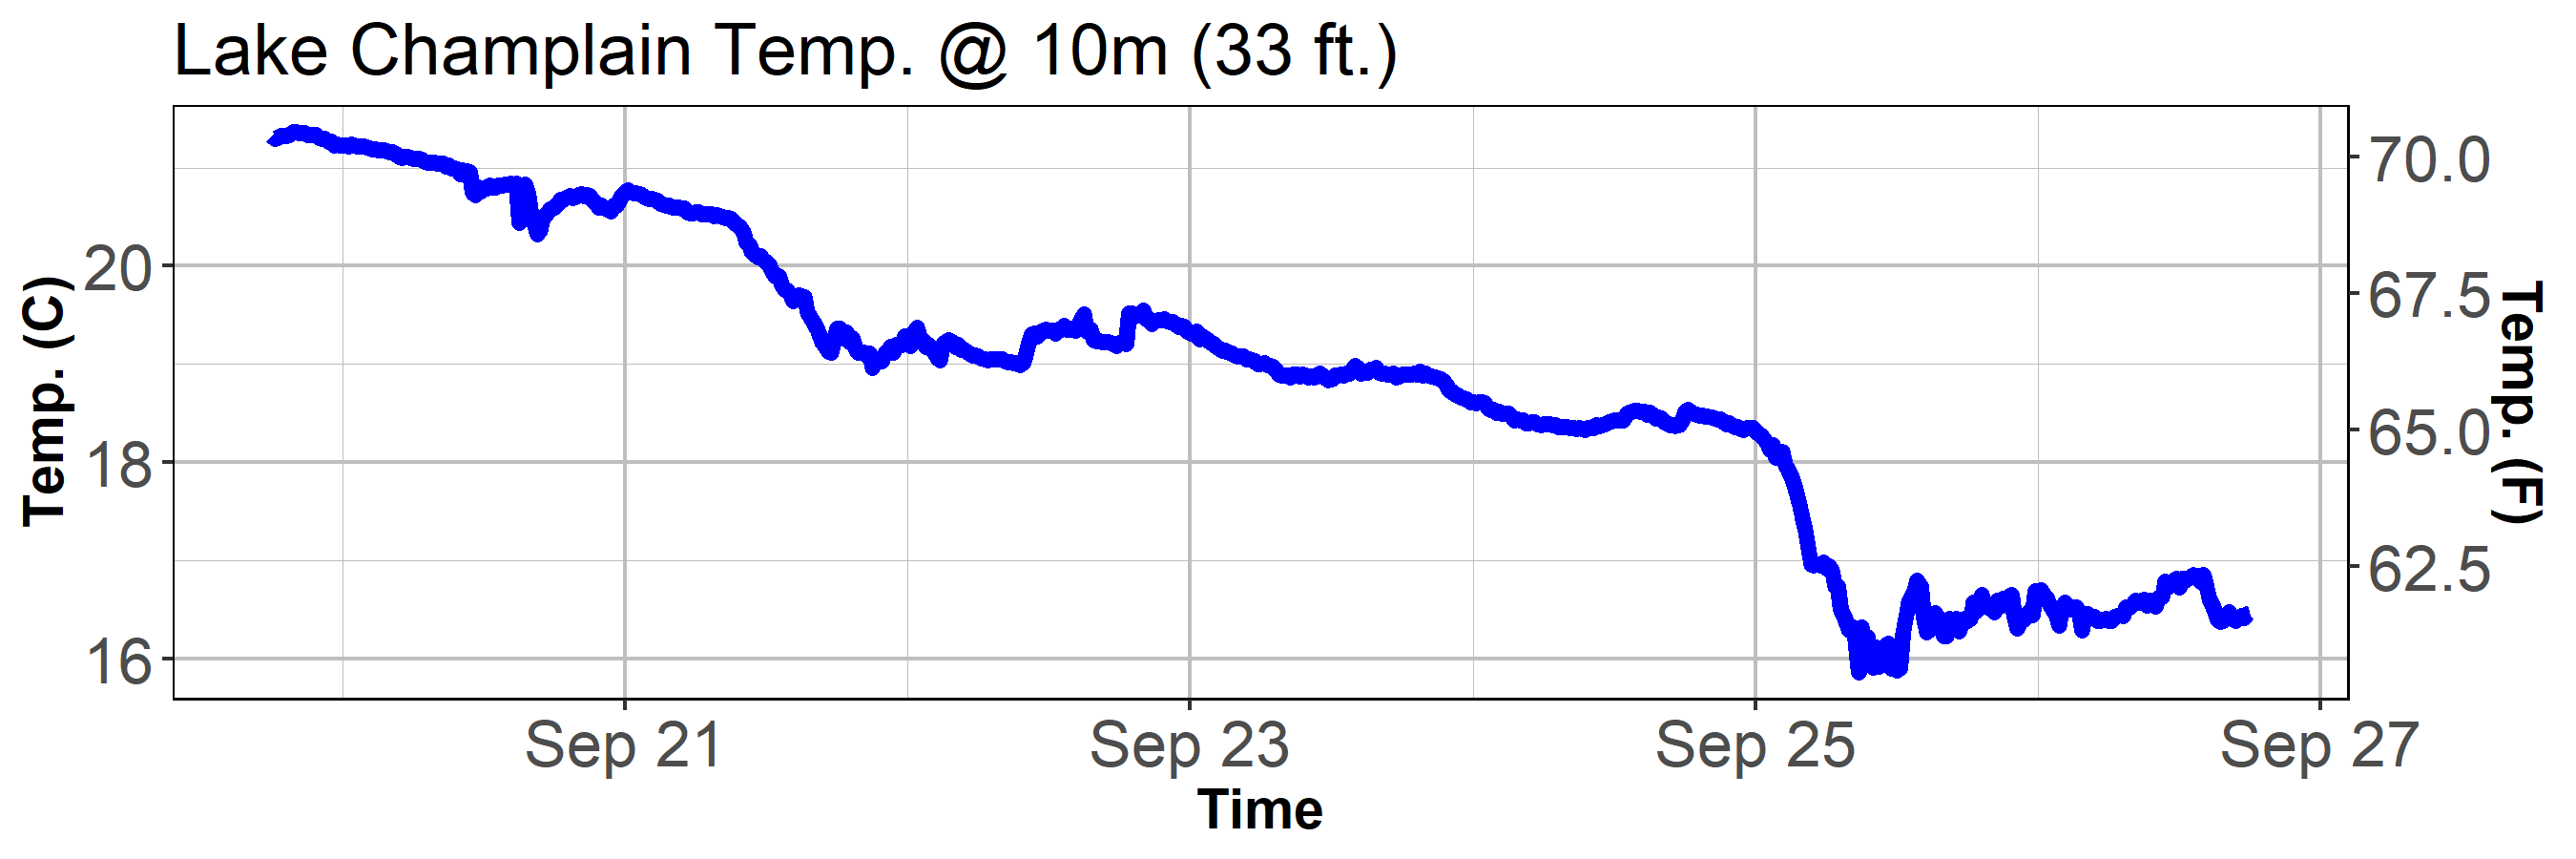 Lake Champlain Temp. @ 10m (33 ft.)
Temp. (C)
20
18
16
70.0
67.5
65.0
62.5
Temp. (F)
Sep 21
Sep 23
Sep 25
Sep 27
Time